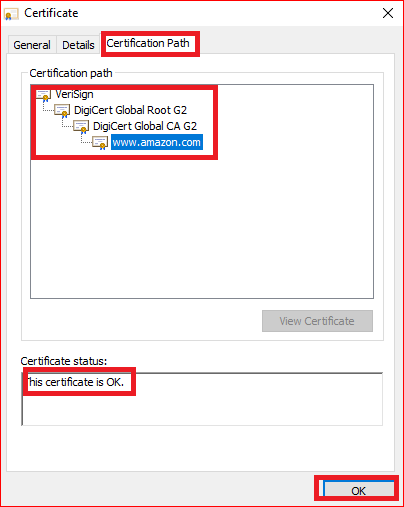 Certificate
General
Details
Certification Path
Certification path
VeriSign
DigiCert Global Root G2
DigiCert Global CA G2
www.amazon.com
View Certificate
Certificate status:
This certificate is OK.
OK